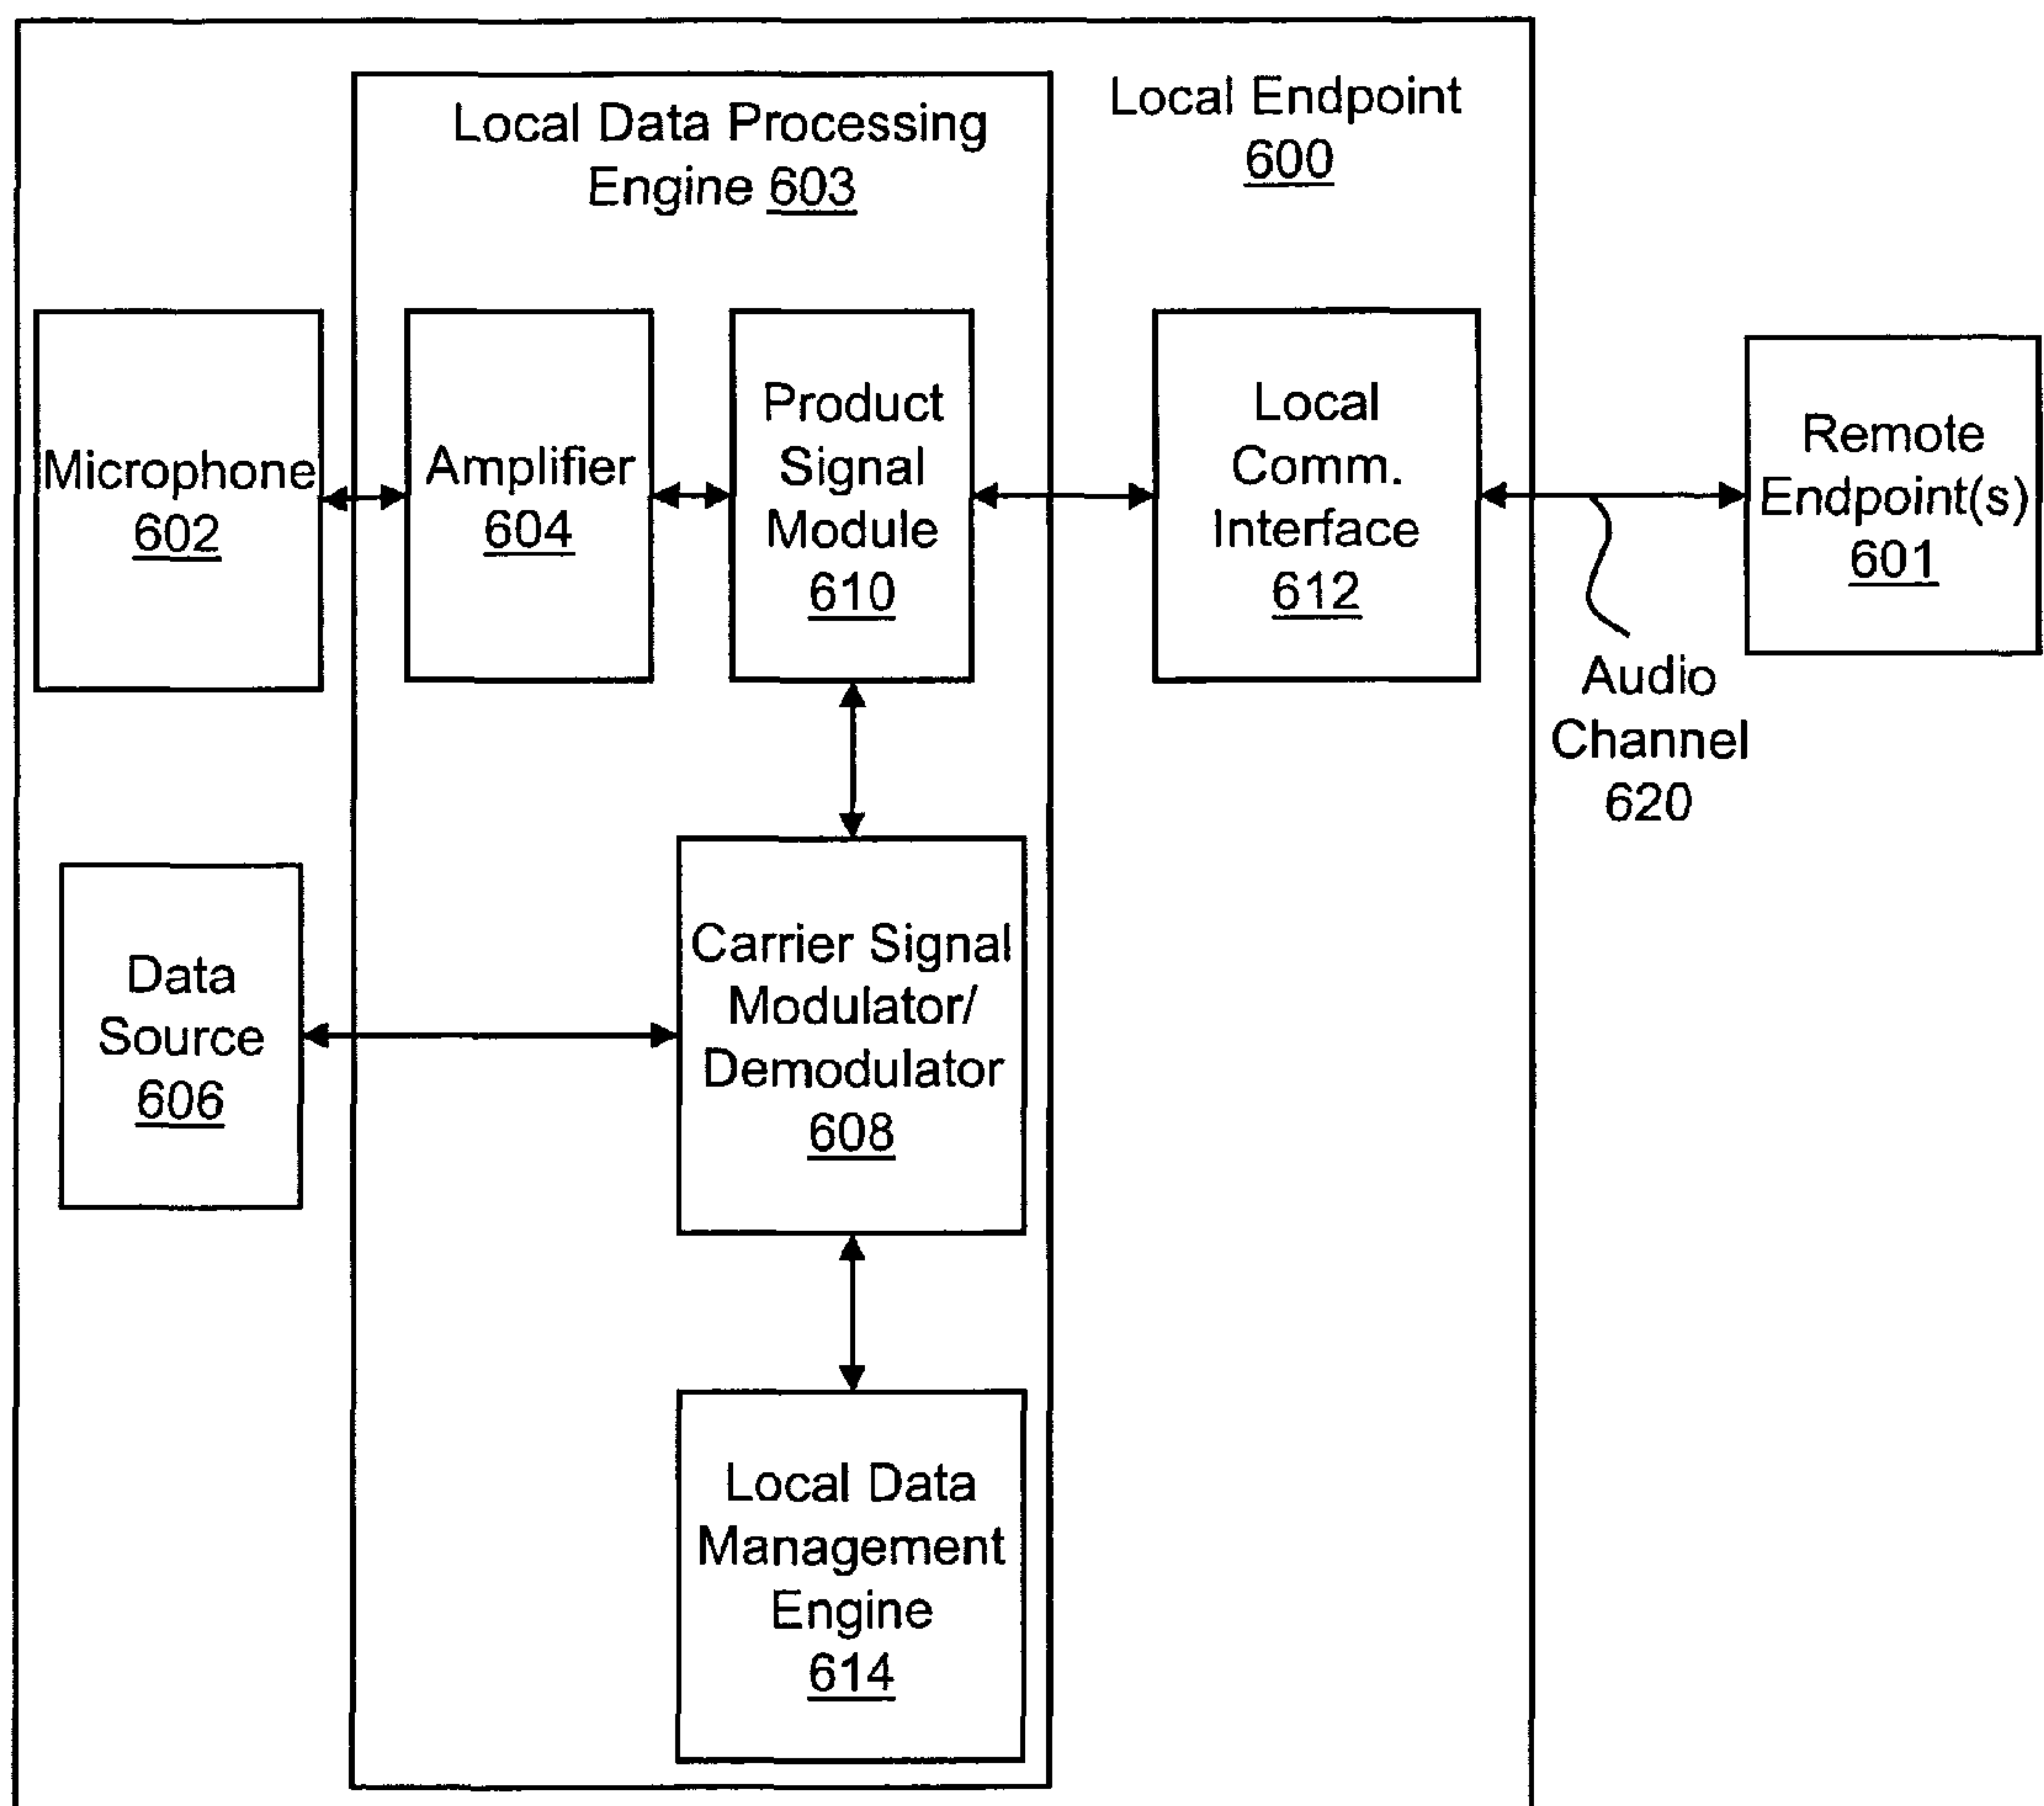 Local Data Processing
Engine 603
Local Endpoint
600
Microphone
602
Amplifier
604
Product
Signal
Module
610
Local
Comm.
Interface
612
Remote
Endpoint(s)
601
Audio
Channel
620
Data
Source
606
Carrier Signal
Modulator/
Demodulator
608
Local Data
Management
Engine
614